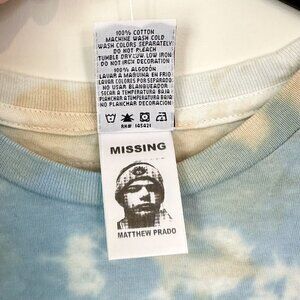 100% COTTON
MACHINE WASH COLD
WASH COLORS SEPARATELY
DO NOT BLEACH
TUMBLE DRY LOW, LOW IRON
DO NOT IRON DECORATION
100% ALGODÓN
LAVAR A MAQUINA EN FRIO
LAVAR COLORES POR SEPARADO
NO USAR BLANQUEADOR
SECAR A TEMPERATURA BAJA
PLANCHAR A TEMPERATURA BAJA
NO PLANCHAR DECORACION
RN# 145421
MISSING
MATTHEW PRADO